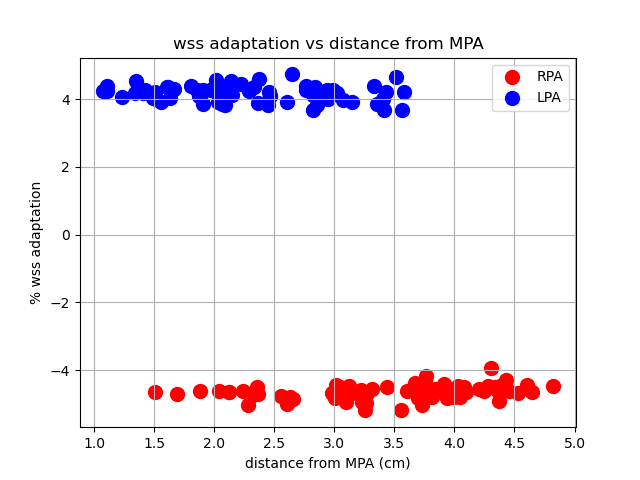 wss adaptation vs distance from MPA
RPA
LPA
% wss adaptation
4
2
0
−2
−4
1.0 1.5 2.0 2.5 3.0 3.5 4.0 4.5 5.0
distance from MPA (cm)